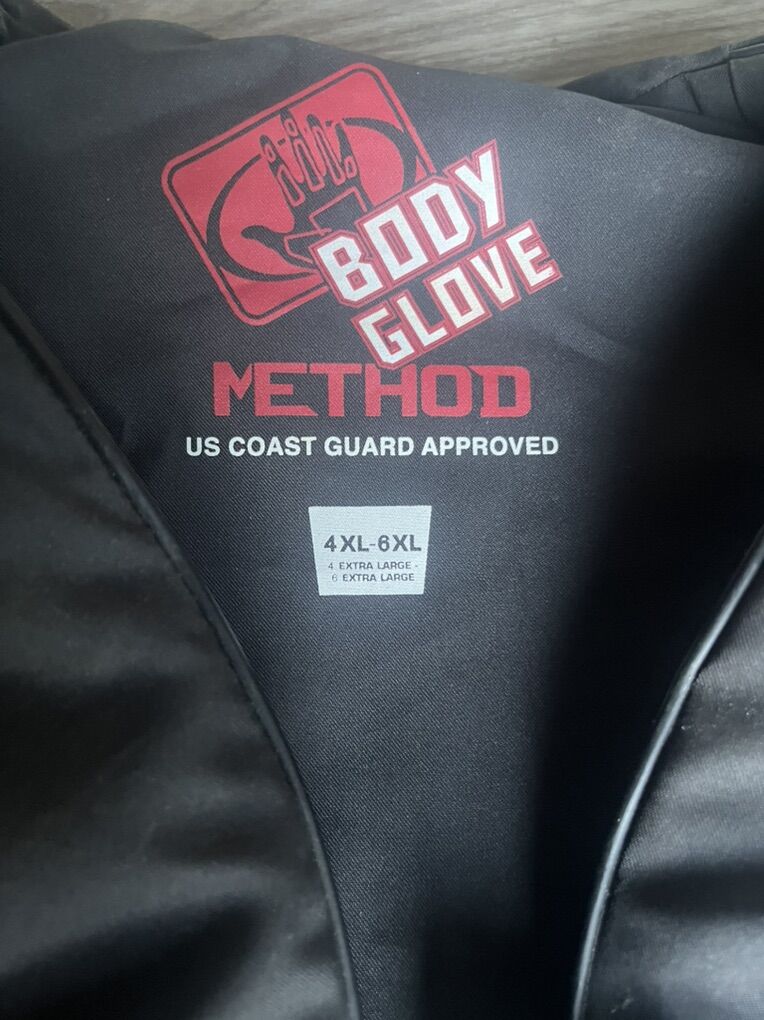 BODY
GLOVE
METHOD
US COAST GUARD APPROVED
4XL-6XL
4 EXTRA LARGE -
6 EXTRA LARGE